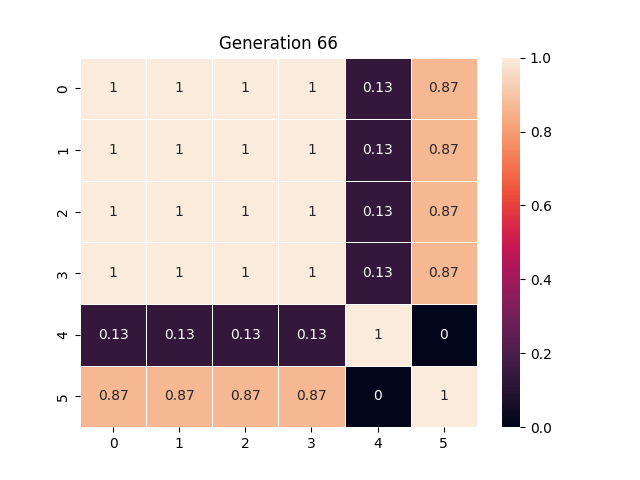 Generation 66
0 1 1 1 1 0.13 0.87
1 1 1 1 1 0.13 0.87
2 1 1 1 1 0.13 0.87
3 1 1 1 1 0.13 0.87
4 0.13 0.13 0.13 0.13 1 0
5 0.87 0.87 0.87 0.87 0 1
0 1 2 3 4 5
1.0
0.8
0.6
0.4
0.2
0.0